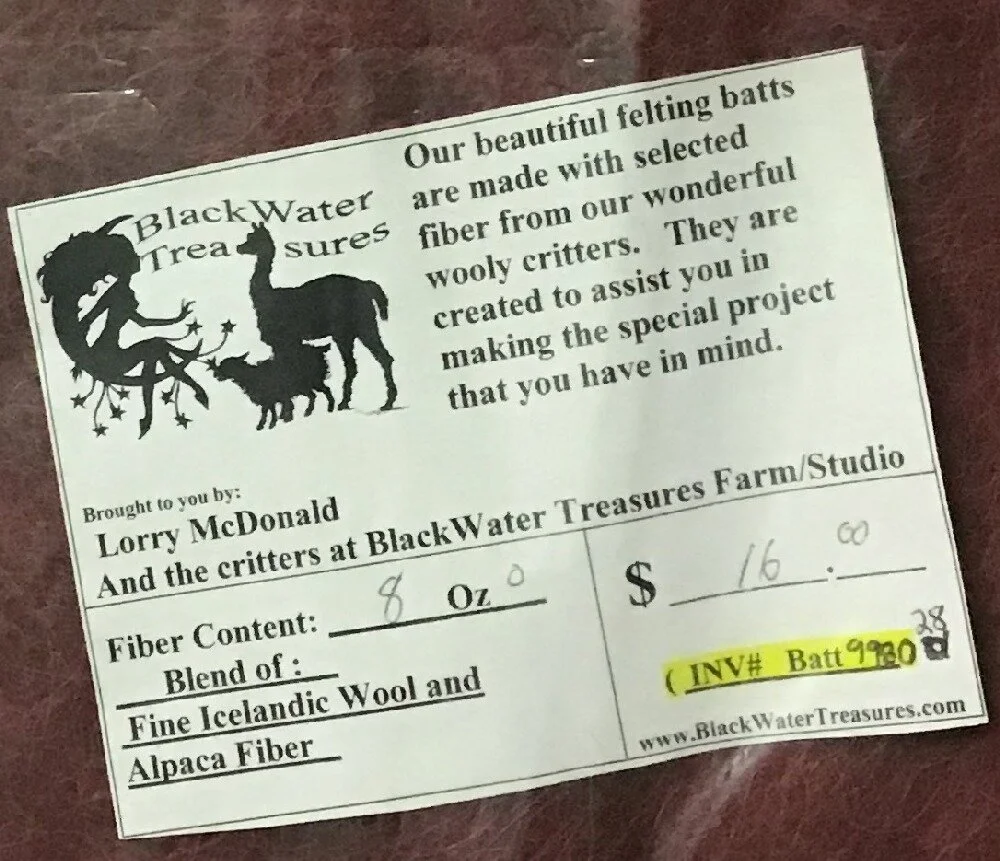 BlackWater
Treasures
Our beautiful felting batts
are made with selected
fiber from our wonderful
wooly critters. They are
created to assist you in
making the special project
that you have in mind.
Brought to you by:
Lorry McDonald
And the critters at BlackWater Treasures Farm/Studio
Fiber Content: 8 Oz 0
Blend of :
Fine Icelandic Wool and
Alpaca Fiber
$ 16.00
28
( INV# Batt
www.BlackWaterTreasures.com